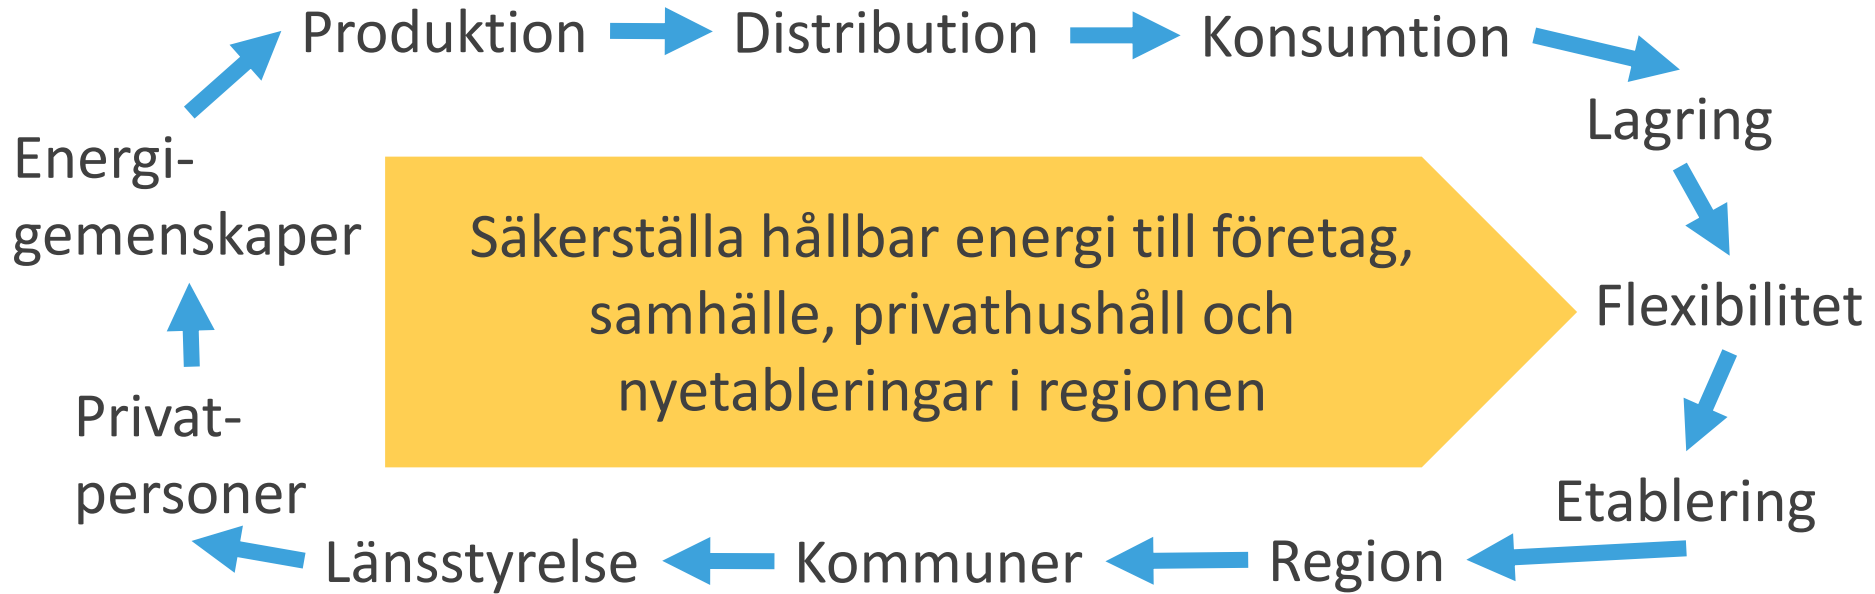 Produktion
Distribution
Konsumtion
Lagring
Flexibilitet
Etablering
Region
Kommuner
Länsstyrelse
Privat-
personer
Energi-
gemenskaper
Säkerställa hållbar energi till företag,
samhälle, privathushåll och
nyetableringar i regionen